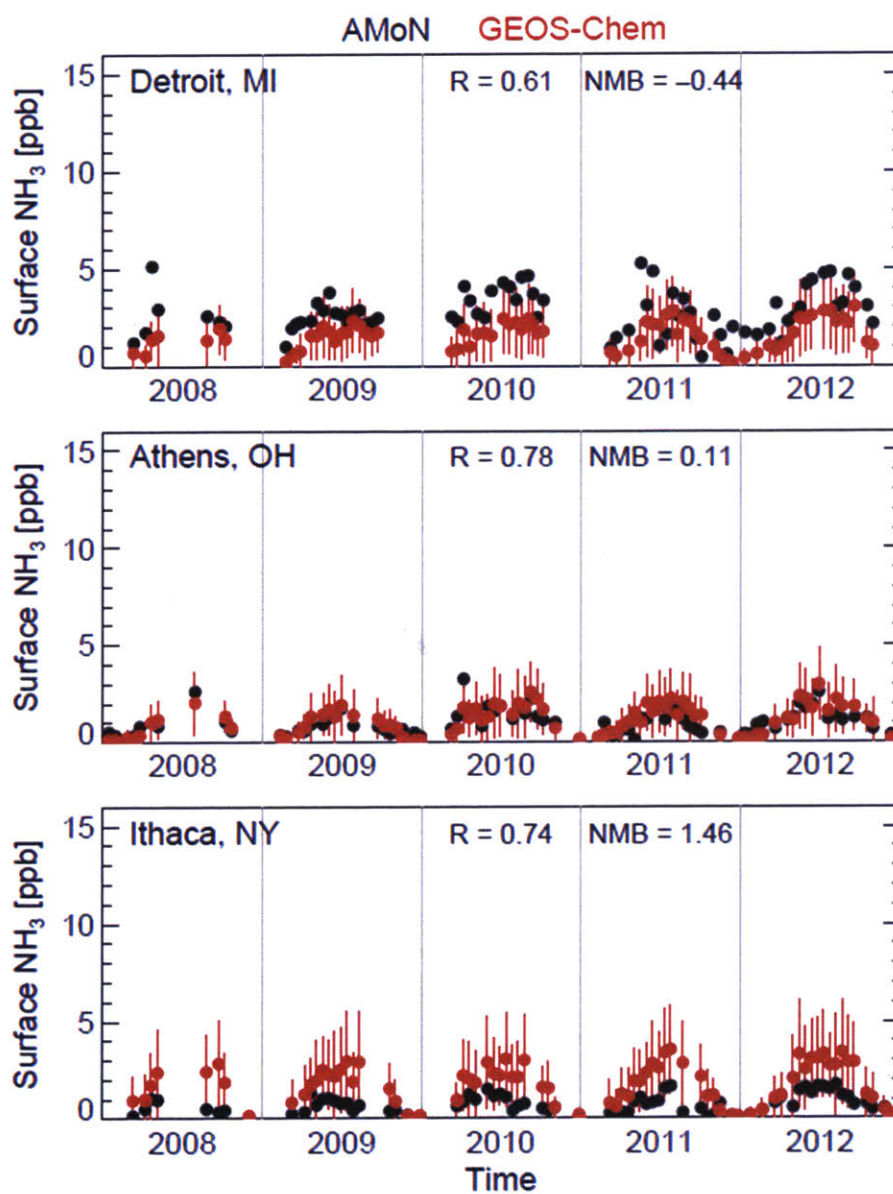 AMoN GEOS-Chem
Detroit, MI R = 0.61 NMB = −0.44
Surface NH₃ [ppb]
15
10
5
0
2008 2009 2010 2011 2012
Athens, OH R = 0.78 NMB = 0.11
Surface NH₃ [ppb]
15
10
5
0
2008 2009 2010 2011 2012
Ithaca, NY R = 0.74 NMB = 1.46
Surface NH₃ [ppb]
15
10
5
0
2008 2009 2010 2011 2012
Time